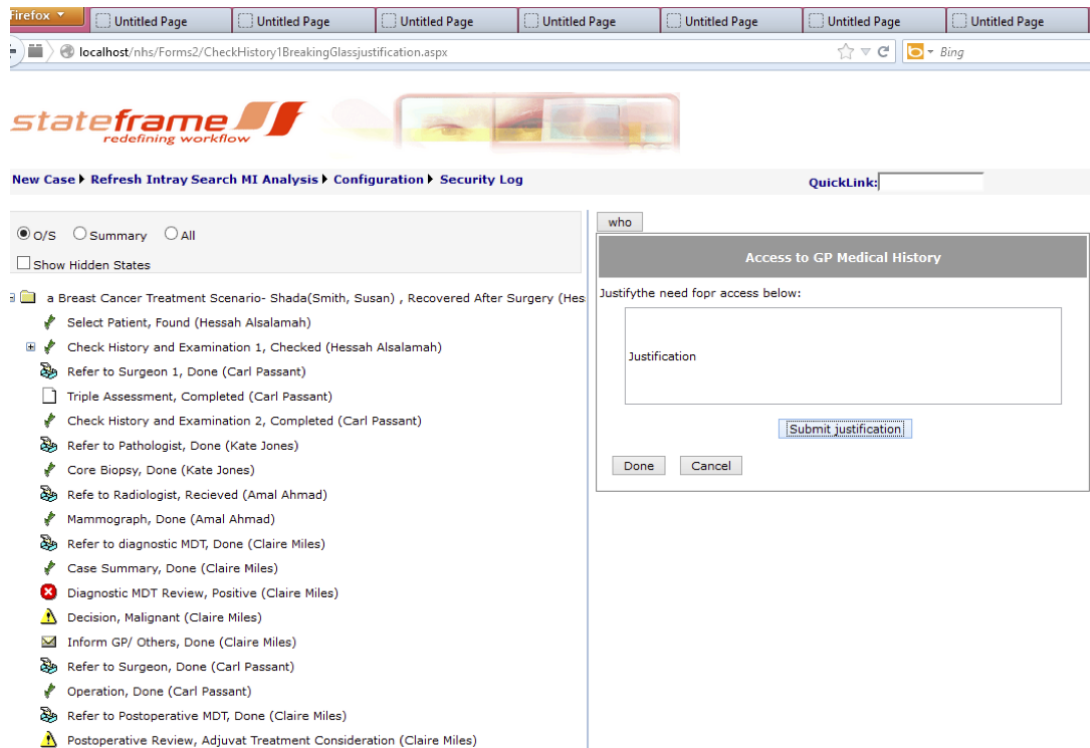 Firefox
Untitled Page
Untitled Page
Untitled Page
Untitled Page
Untitled Page
Untitled Page
Untitled Page
localhost/nhs/Forms2/CheckHistory1BreakingGlassjustification.aspx
Bing
stateframe
redefining workflow
New Case Refresh Intray Search MI Analysis Configuration Security Log
QuickLink:
O/S Summary All
Show Hidden States
a Breast Cancer Treatment Scenario- Shada(Smith, Susan) , Recovered After Surgery (Hes
Select Patient, Found (Hessah Alsalamah)
Check History and Examination 1, Checked (Hessah Alsalamah)
Refer to Surgeon 1, Done (Carl Passant)
Triple Assessment, Completed (Carl Passant)
Check History and Examination 2, Completed (Carl Passant)
Refer to Pathologist, Done (Kate Jones)
Core Biopsy, Done (Kate Jones)
Refe to Radiologist, Recieved (Amal Ahmad)
Mammograph, Done (Amal Ahmad)
Refer to diagnostic MDT, Done (Claire Miles)
Case Summary, Done (Claire Miles)
Diagnostic MDT Review, Positive (Claire Miles)
Decision, Malignant (Claire Miles)
Inform GP/ Others, Done (Claire Miles)
Refer to Surgeon, Done (Carl Passant)
Operation, Done (Carl Passant)
Refer to Postoperative MDT, Done (Claire Miles)
Postoperative Review, Adjuvat Treatment Consideration (Claire Miles)
who
Access to GP Medical History
Justifythe need fopr access below:
Justification
Submit justification
Done Cancel